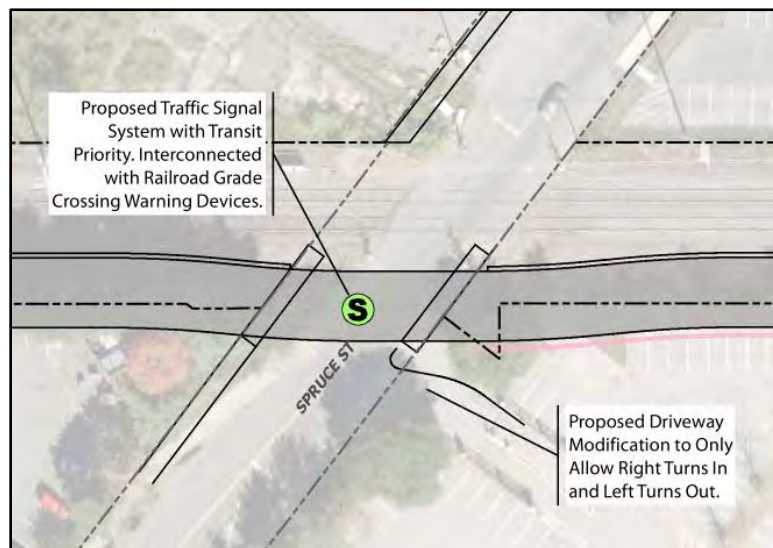 Proposed Traffic Signal
System with Transit
Priority. Interconnected
with Railroad Grade
Crossing Warning Devices.
S
SPRUCE ST
Proposed Driveway
Modification to Only
Allow Right Turns In
and Left Turns Out.